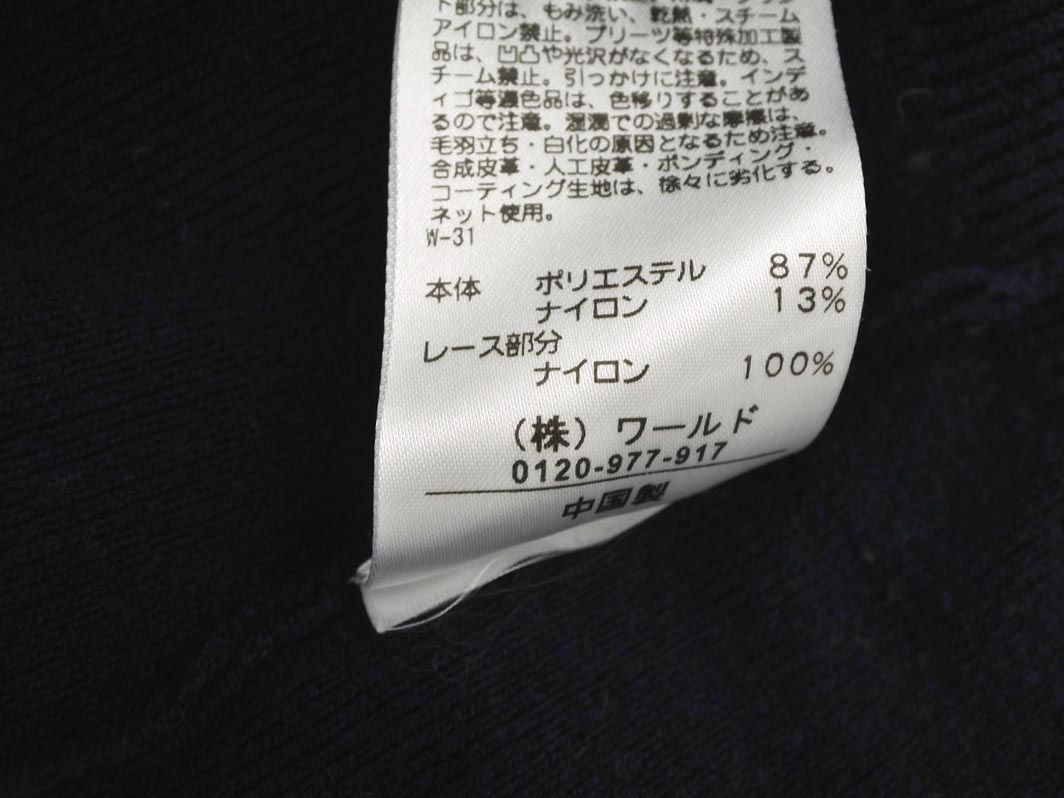 ト部分は、もみ洗い、乾熱・スチーム
アイロン禁止。プリーツ等特殊加工製
品は、凹凸や光沢がなくなるため、ス
チーム禁止。引っかけに注意。インデ
ィゴ等濃色品は、色移りすることがあ
るので注意。湿潤での過剰な摩擦は、
毛羽立ち・白化の原因となるため注意。
合成皮革・人工皮革・ボンディング・
コーティング生地は、徐々に劣化する。
ネット使用。
W-31
本体 ポリエステル 87%
ナイロン 13%
レース部分
ナイロン 100%
(株) ワールド
0120-977-917
中国製